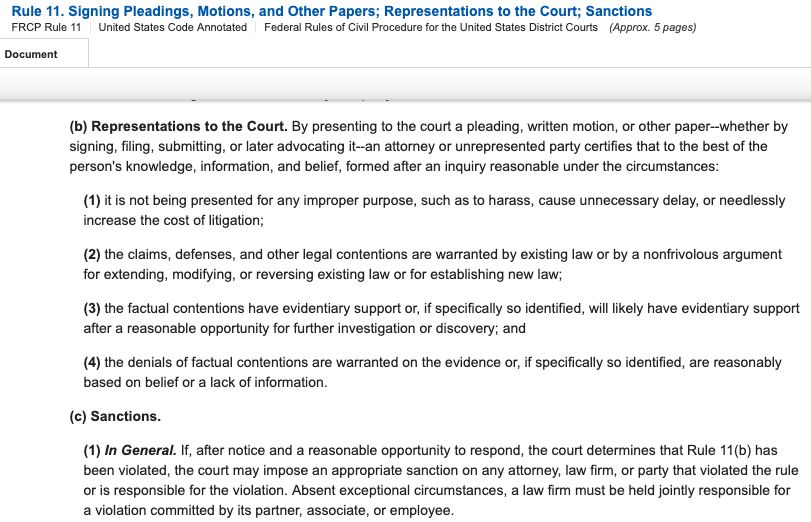 Rule 11. Signing Pleadings, Motions, and Other Papers; Representations to the Court; Sanctions
FRCP Rule 11 United States Code Annotated Federal Rules of Civil Procedure for the United States District Courts (Approx. 5 pages)
Document
(b) Representations to the Court. By presenting to the court a pleading, written motion, or other paper--whether by
signing, filing, submitting, or later advocating it--an attorney or unrepresented party certifies that to the best of the
person's knowledge, information, and belief, formed after an inquiry reasonable under the circumstances:
(1) it is not being presented for any improper purpose, such as to harass, cause unnecessary delay, or needlessly
increase the cost of litigation;
(2) the claims, defenses, and other legal contentions are warranted by existing law or by a nonfrivolous argument
for extending, modifying, or reversing existing law or for establishing new law;
(3) the factual contentions have evidentiary support or, if specifically so identified, will likely have evidentiary support
after a reasonable opportunity for further investigation or discovery; and
(4) the denials of factual contentions are warranted on the evidence or, if specifically so identified, are reasonably
based on belief or a lack of information.
(c) Sanctions.
(1) In General. If, after notice and a reasonable opportunity to respond, the court determines that Rule 11(b) has
been violated, the court may impose an appropriate sanction on any attorney, law firm, or party that violated the rule
or is responsible for the violation. Absent exceptional circumstances, a law firm must be held jointly responsible for
a violation committed by its partner, associate, or employee.